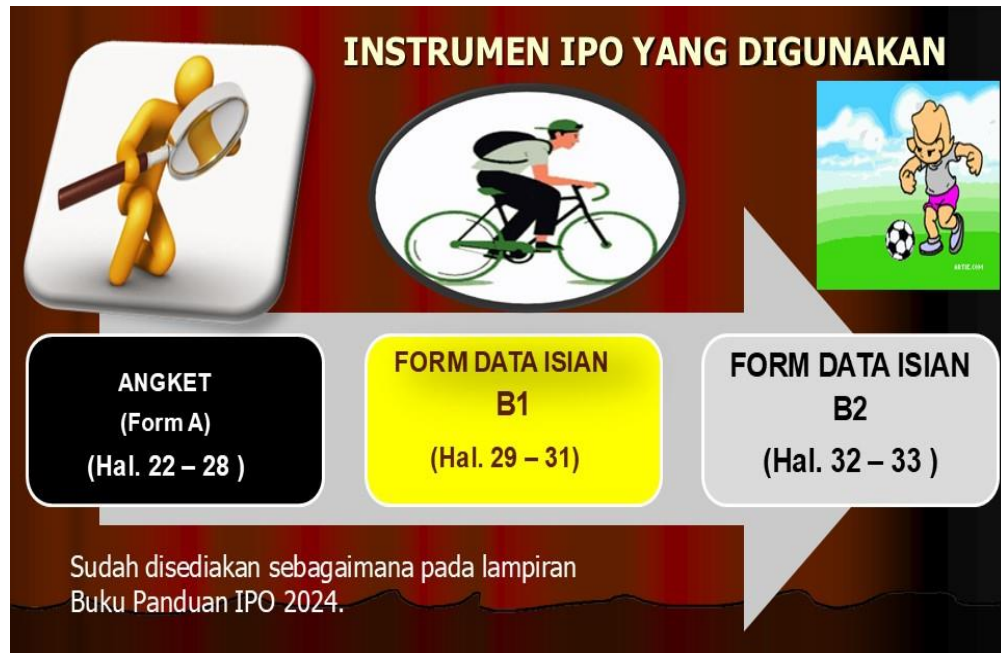 INSTRUMEN IPO YANG DIGUNAKAN
ANGKET
(Form A)
(Hal. 22 – 28 )
FORM DATA ISIAN
B1
(Hal. 29 – 31)
FORM DATA ISIAN
B2
(Hal. 32 – 33 )
Sudah disediakan sebagaimana pada lampiran
Buku Panduan IPO 2024.